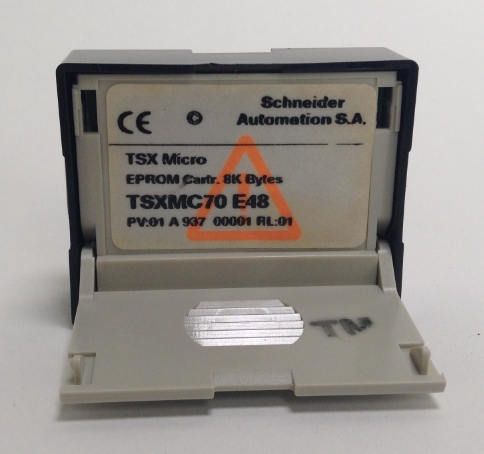 CE Schneider
Automation S.A.
TSX Micro
EPROM Cartr. 8K Bytes
TSXMC70 E48
PV:01 A 937 00001 RL:01
TM